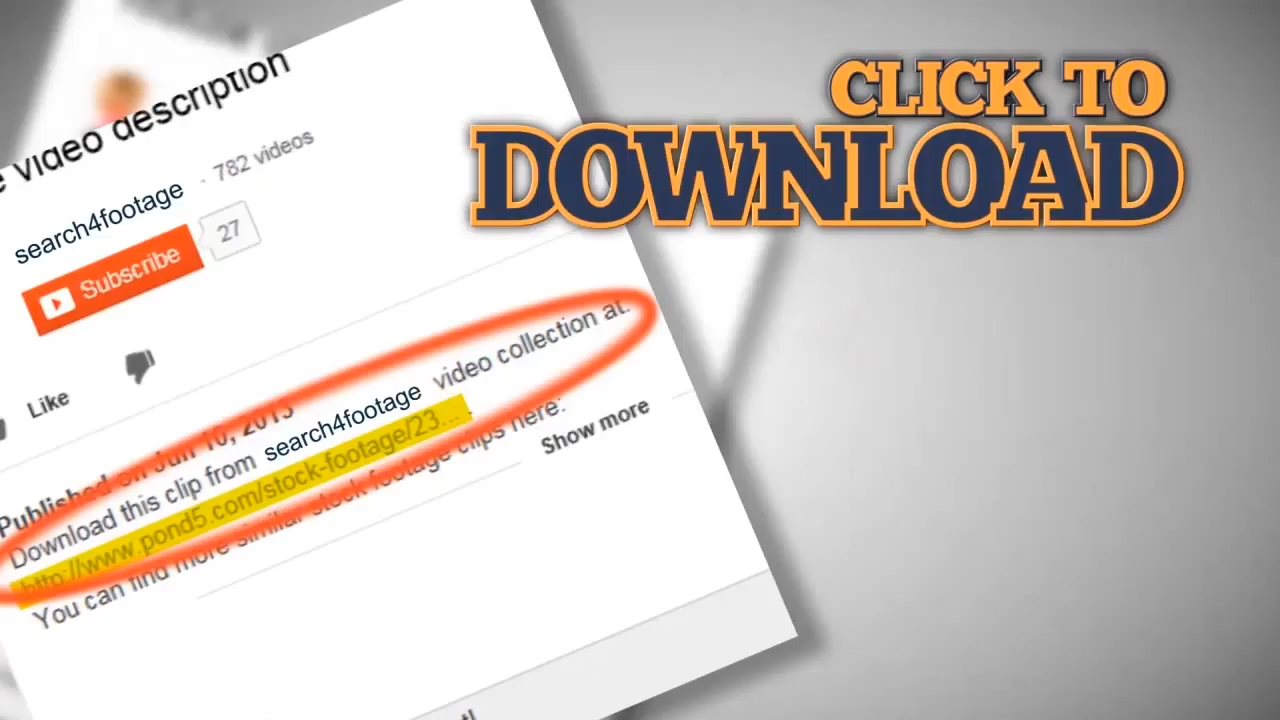 CLICK TO
DOWNLOAD
video description
search4footage · 782 videos
Subscribe 27
Like
Published on Jun 10, 2013
Download this clip from search4footage video collection at:
http://www.pond5.com/stock-footage/23... .
You can find more similar stock footage clips here:
Show more